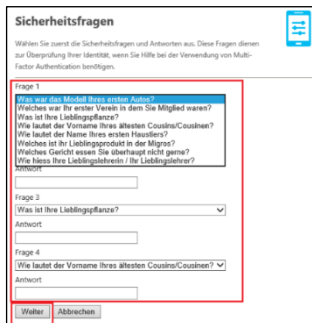 Sicherheitsfragen
Wählen Sie zuerst die Sicherheitsfragen und Antworten aus. Diese Fragen dienen
zur Überprüfung Ihrer Identität, wenn Sie Hilfe bei der Verwendung von Multi-
Factor Authentication benötigen.
Frage 1
Was war das Modell Ihres ersten Autos?
Welches war Ihr erster Verein in dem Sie Mitglied waren?
Was ist Ihre Lieblingspflanze?
Wie lautet der Vorname Ihres ältesten Cousins/Cousinen?
Wie lautet der Name Ihres ersten Haustiers?
Welches ist ihr Lieblingsprodukt in der Migros?
Welches Gericht essen Sie überhaupt nicht gerne?
Wie hiess Ihre Lieblingslehrerin / Ihr Lieblingslehrer?
Antwort
Frage 3
Was ist Ihre Lieblingspflanze?
Antwort
Frage 4
Wie lautet der Vorname Ihres ältesten Cousins/Cousinen?
Antwort
Weiter Abbrechen